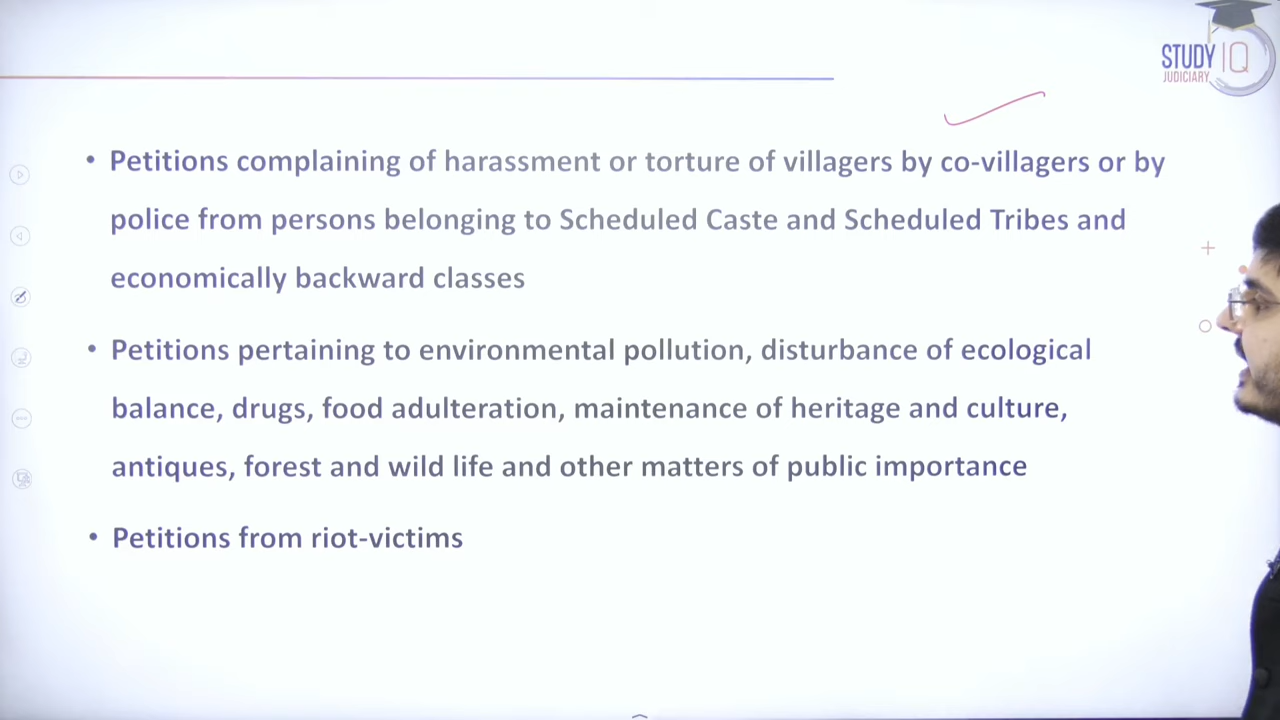 STUDY IQ
JUDICIARY
• Petitions complaining of harassment or torture of villagers by co-villagers or by
police from persons belonging to Scheduled Caste and Scheduled Tribes and
economically backward classes
• Petitions pertaining to environmental pollution, disturbance of ecological
balance, drugs, food adulteration, maintenance of heritage and culture,
antiques, forest and wild life and other matters of public importance
• Petitions from riot-victims